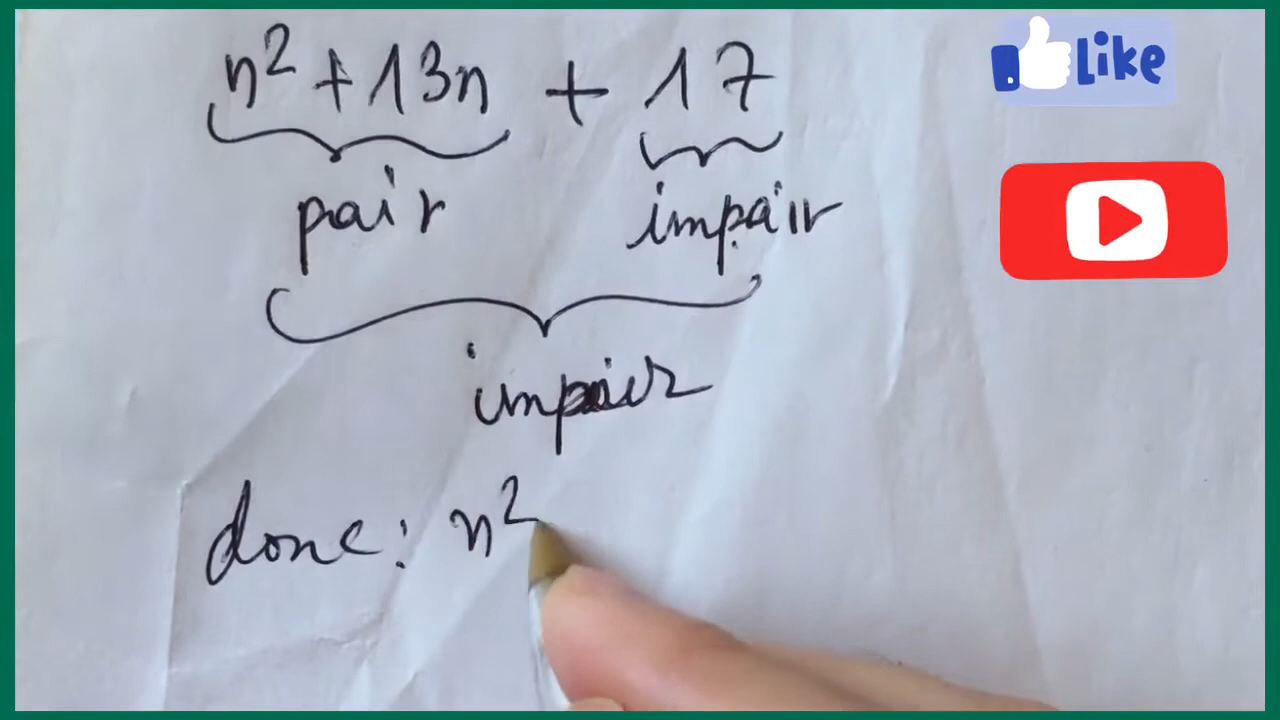 n² + 13n + 17
Like
pair impair
impair
donc : n²